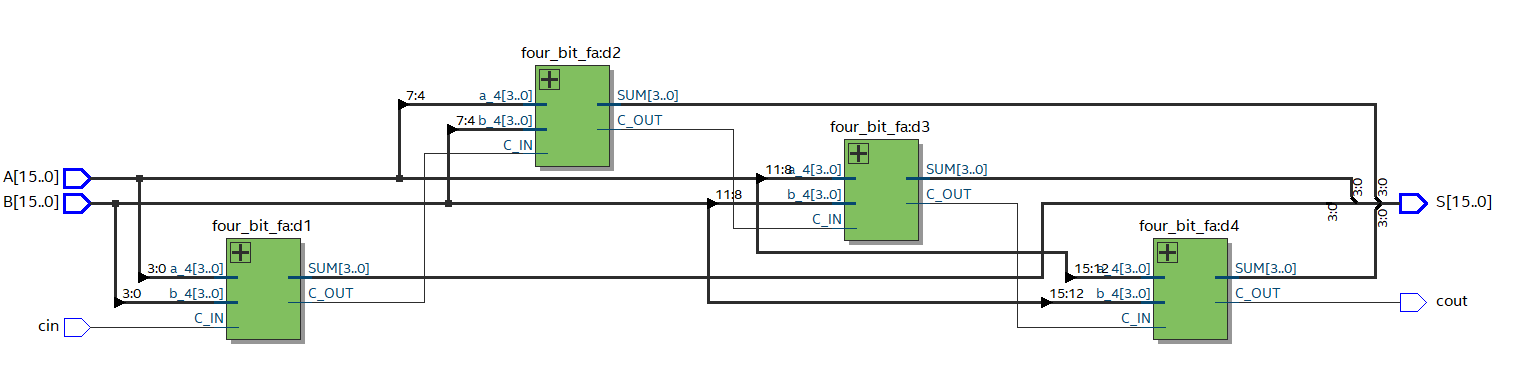 four_bit_fa:d2
7:4 a_4[3..0] SUM[3..0]
7:4 b_4[3..0] C_OUT
C_IN
four_bit_fa:d3
11:8 a_4[3..0] SUM[3..0]
11:8 b_4[3..0] C_OUT
C_IN
A[15..0]
B[15..0]
3:0 3:0
3:0 3:0
S[15..0]
four_bit_fa:d1
3:0 a_4[3..0] SUM[3..0]
3:0 b_4[3..0] C_OUT
cin C_IN
four_bit_fa:d4
15:12 a_4[3..0] SUM[3..0]
15:12 b_4[3..0] C_OUT cout
C_IN